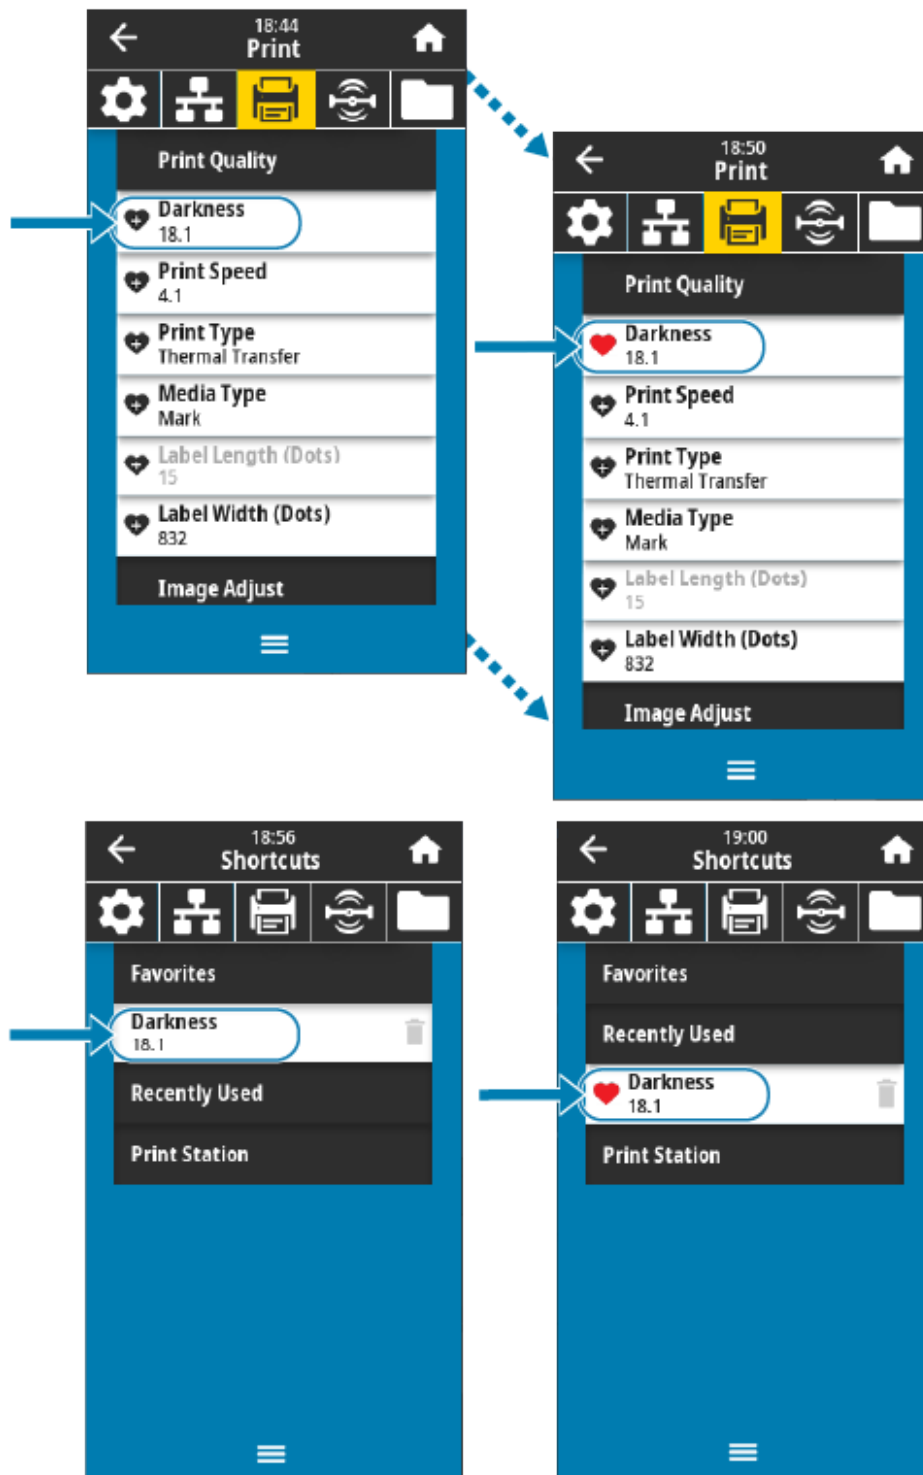 18:44
Print
Print Quality
Darkness
18.1
Print Speed
4.1
Print Type
Thermal Transfer
Media Type
Mark
Label Length (Dots)
15
Label Width (Dots)
832
Image Adjust
18:50
Print
Print Quality
Darkness
18.1
Print Speed
4.1
Print Type
Thermal Transfer
Media Type
Mark
Label Length (Dots)
15
Label Width (Dots)
832
Image Adjust
18:56
Shortcuts
Favorites
Darkness
18.1
Recently Used
Print Station
19:00
Shortcuts
Favorites
Recently Used
Darkness
18.1
Print Station